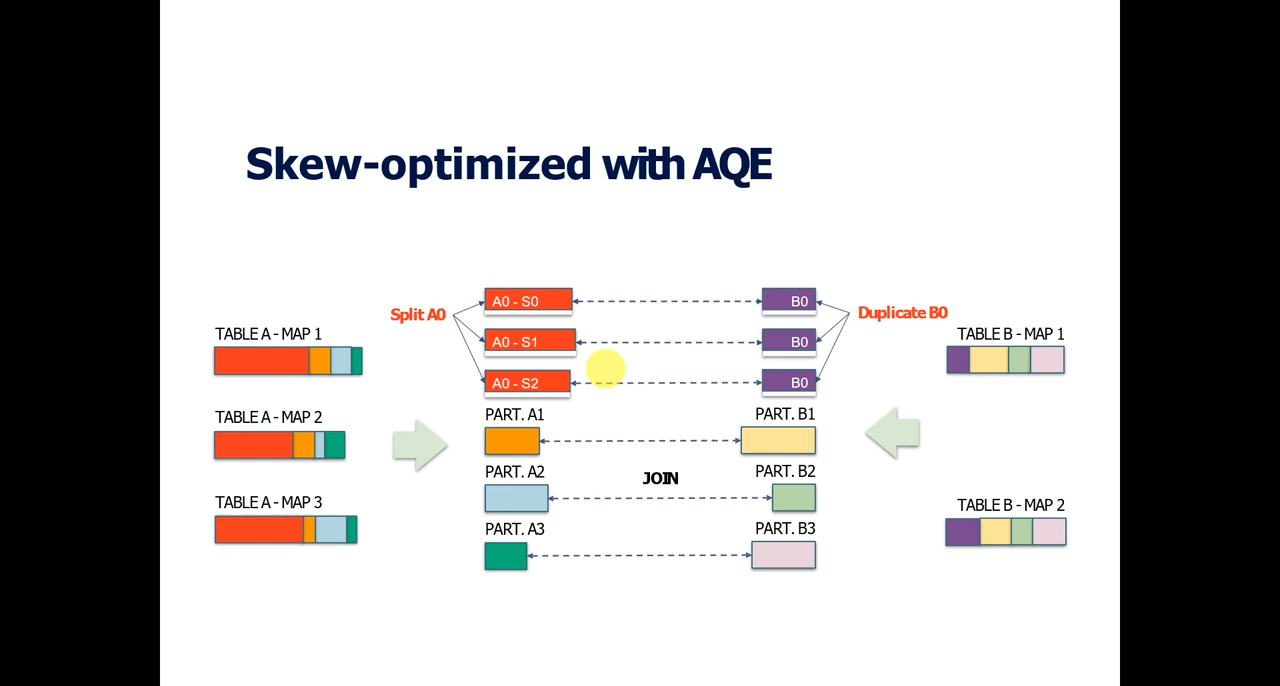 Skew-optimized with AQE
Split A0
A0 - S0
B0
Duplicate B0
A0 - S1
B0
A0 - S2
B0
TABLE A - MAP 1
TABLE A - MAP 2
TABLE A - MAP 3
PART. A1
PART. B1
PART. A2
JOIN
PART. B2
PART. A3
PART. B3
TABLE B - MAP 1
TABLE B - MAP 2